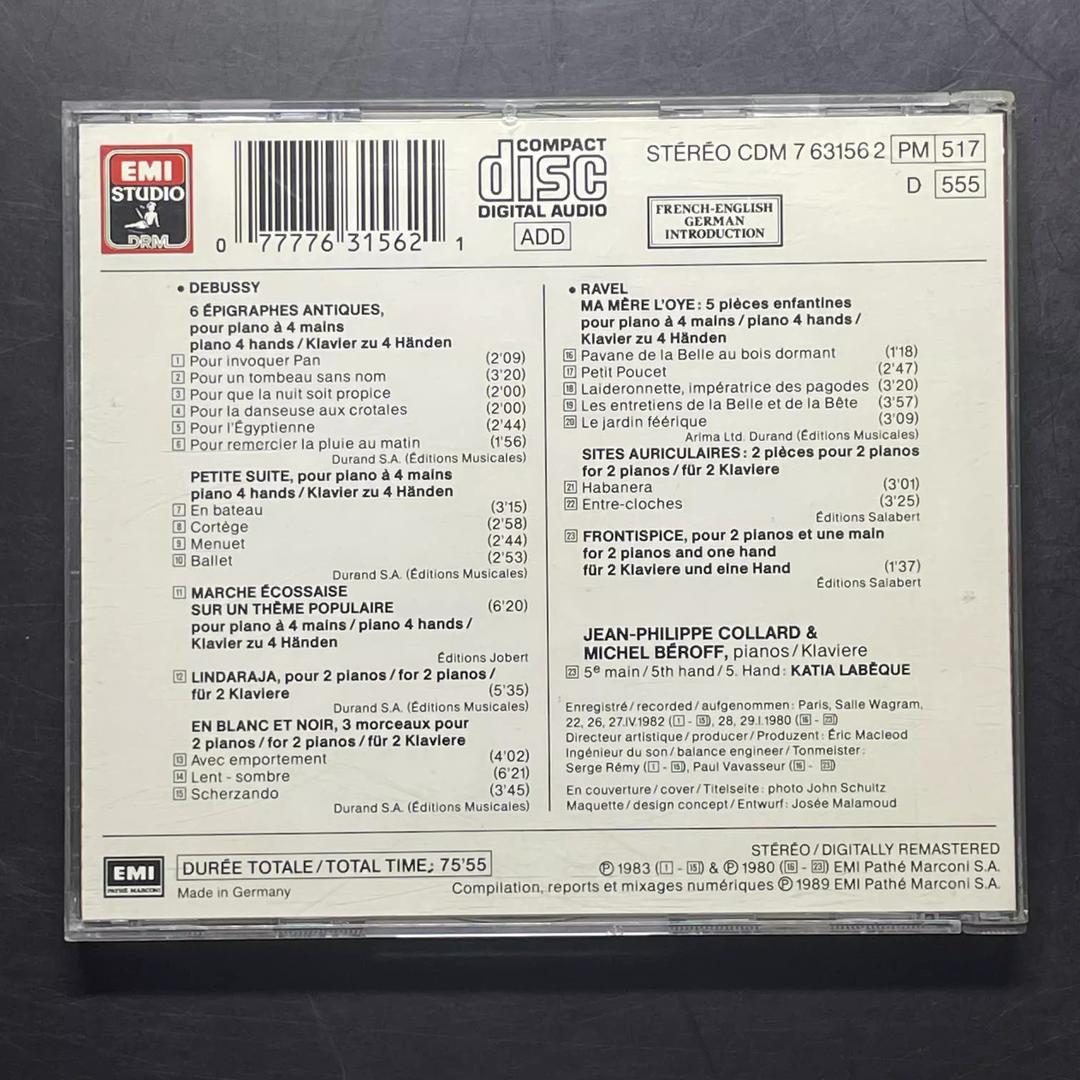 EMI
STUDIO
DRM
0 77776 31562 1
COMPACT
disc
DIGITAL AUDIO
ADD
STÉRÉO CDM 7 63156 2 PM 517
D 555
FRENCH-ENGLISH
GERMAN
INTRODUCTION
• DEBUSSY
6 ÉPIGRAPHES ANTIQUES,
pour piano à 4 mains
piano 4 hands / Klavier zu 4 Händen
1 Pour invoquer Pan (2'09)
2 Pour un tombeau sans nom (3'20)
3 Pour que la nuit soit propice (2'00)
4 Pour la danseuse aux crotales (2'00)
5 Pour l'Égyptienne (2'44)
6 Pour remercier la pluie au matin (1'56)
Durand S.A. (Éditions Musicales)
PETITE SUITE, pour piano à 4 mains
piano 4 hands / Klavier zu 4 Händen
7 En bateau (3'15)
8 Cortège (2'58)
9 Menuet (2'44)
10 Ballet (2'53)
Durand S.A. (Éditions Musicales)
11 MARCHE ÉCOSSAISE
SUR UN THÈME POPULAIRE (6'20)
pour piano à 4 mains / piano 4 hands /
Klavier zu 4 Händen
Éditions Jobert
12 LINDARAJA, pour 2 pianos / for 2 pianos /
für 2 Klaviere (5'35)
Durand S.A. (Éditions Musicales)
EN BLANC ET NOIR, 3 morceaux pour
2 pianos / for 2 pianos / für 2 Klaviere
13 Avec emportement (4'02)
14 Lent - sombre (6'21)
15 Scherzando (3'45)
Durand S.A. (Éditions Musicales)
• RAVEL
MA MÈRE L'OYE : 5 pièces enfantines
pour piano à 4 mains / piano 4 hands /
Klavier zu 4 Händen
16 Pavane de la Belle au bois dormant (1'18)
17 Petit Poucet (2'47)
18 Laideronnette, impératrice des pagodes (3'20)
19 Les entretiens de la Belle et de la Bête (3'57)
20 Le jardin féérique (3'09)
Arima Ltd. Durand (Éditions Musicales)
SITES AURICULAIRES : 2 pièces pour 2 pianos
for 2 pianos / für 2 Klaviere
21 Habanera (3'01)
22 Entre-cloches (3'25)
Éditions Salabert
23 FRONTISPICE, pour 2 pianos et une main
for 2 pianos and one hand
für 2 Klaviere und eine Hand (1'37)
Éditions Salabert
JEAN-PHILIPPE COLLARD &
MICHEL BÉROFF, pianos / Klaviere
23 5e main / 5th hand / 5. Hand : KATIA LABÈQUE
Enregistré / recorded / aufgenommen : Paris, Salle Wagram,
22, 26, 27.IV.1982 (1 - 15), 28, 29.I.1980 (16 - 23)
Directeur artistique / producer / Produzent : Éric Macleod
Ingénieur du son / balance engineer / Tonmeister :
Serge Rémy (1 - 15), Paul Vavasseur (16 - 23)
En couverture / cover / Titelseite : photo John Schultz
Maquette / design concept / Entwurf : Josée Malamoud
EMI
PATHÉ MARCONI
DURÉE TOTALE / TOTAL TIME : 75'55
Made in Germany
STÉRÉO / DIGITALLY REMASTERED
Ⓟ 1983 (1 - 15) & Ⓟ 1980 (16 - 23) EMI Pathé Marconi S.A.
Compilation, reports et mixages numériques Ⓟ 1989 EMI Pathé Marconi S.A.